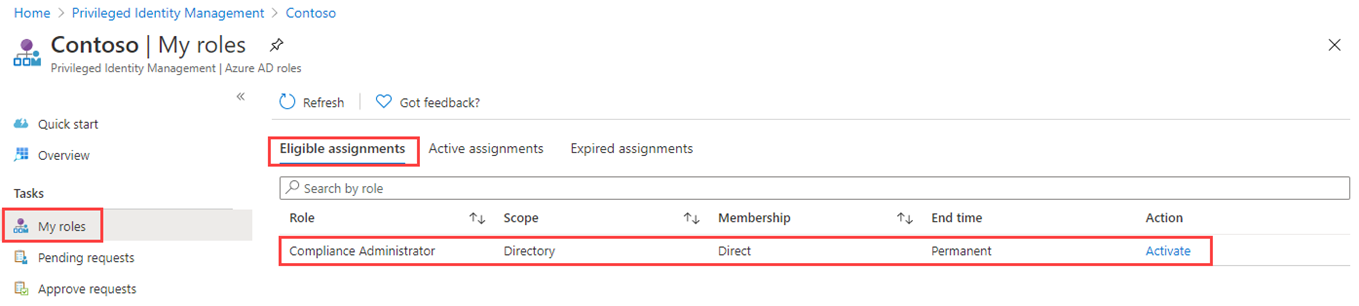 Home > Privileged Identity Management > Contoso
Contoso | My roles
Privileged Identity Management | Azure AD roles
«
Quick start
Overview
Tasks
My roles
Pending requests
Approve requests
Refresh | Got feedback?
Eligible assignments Active assignments Expired assignments
Search by role
Role Scope Membership End time Action
Compliance Administrator Directory Direct Permanent Activate